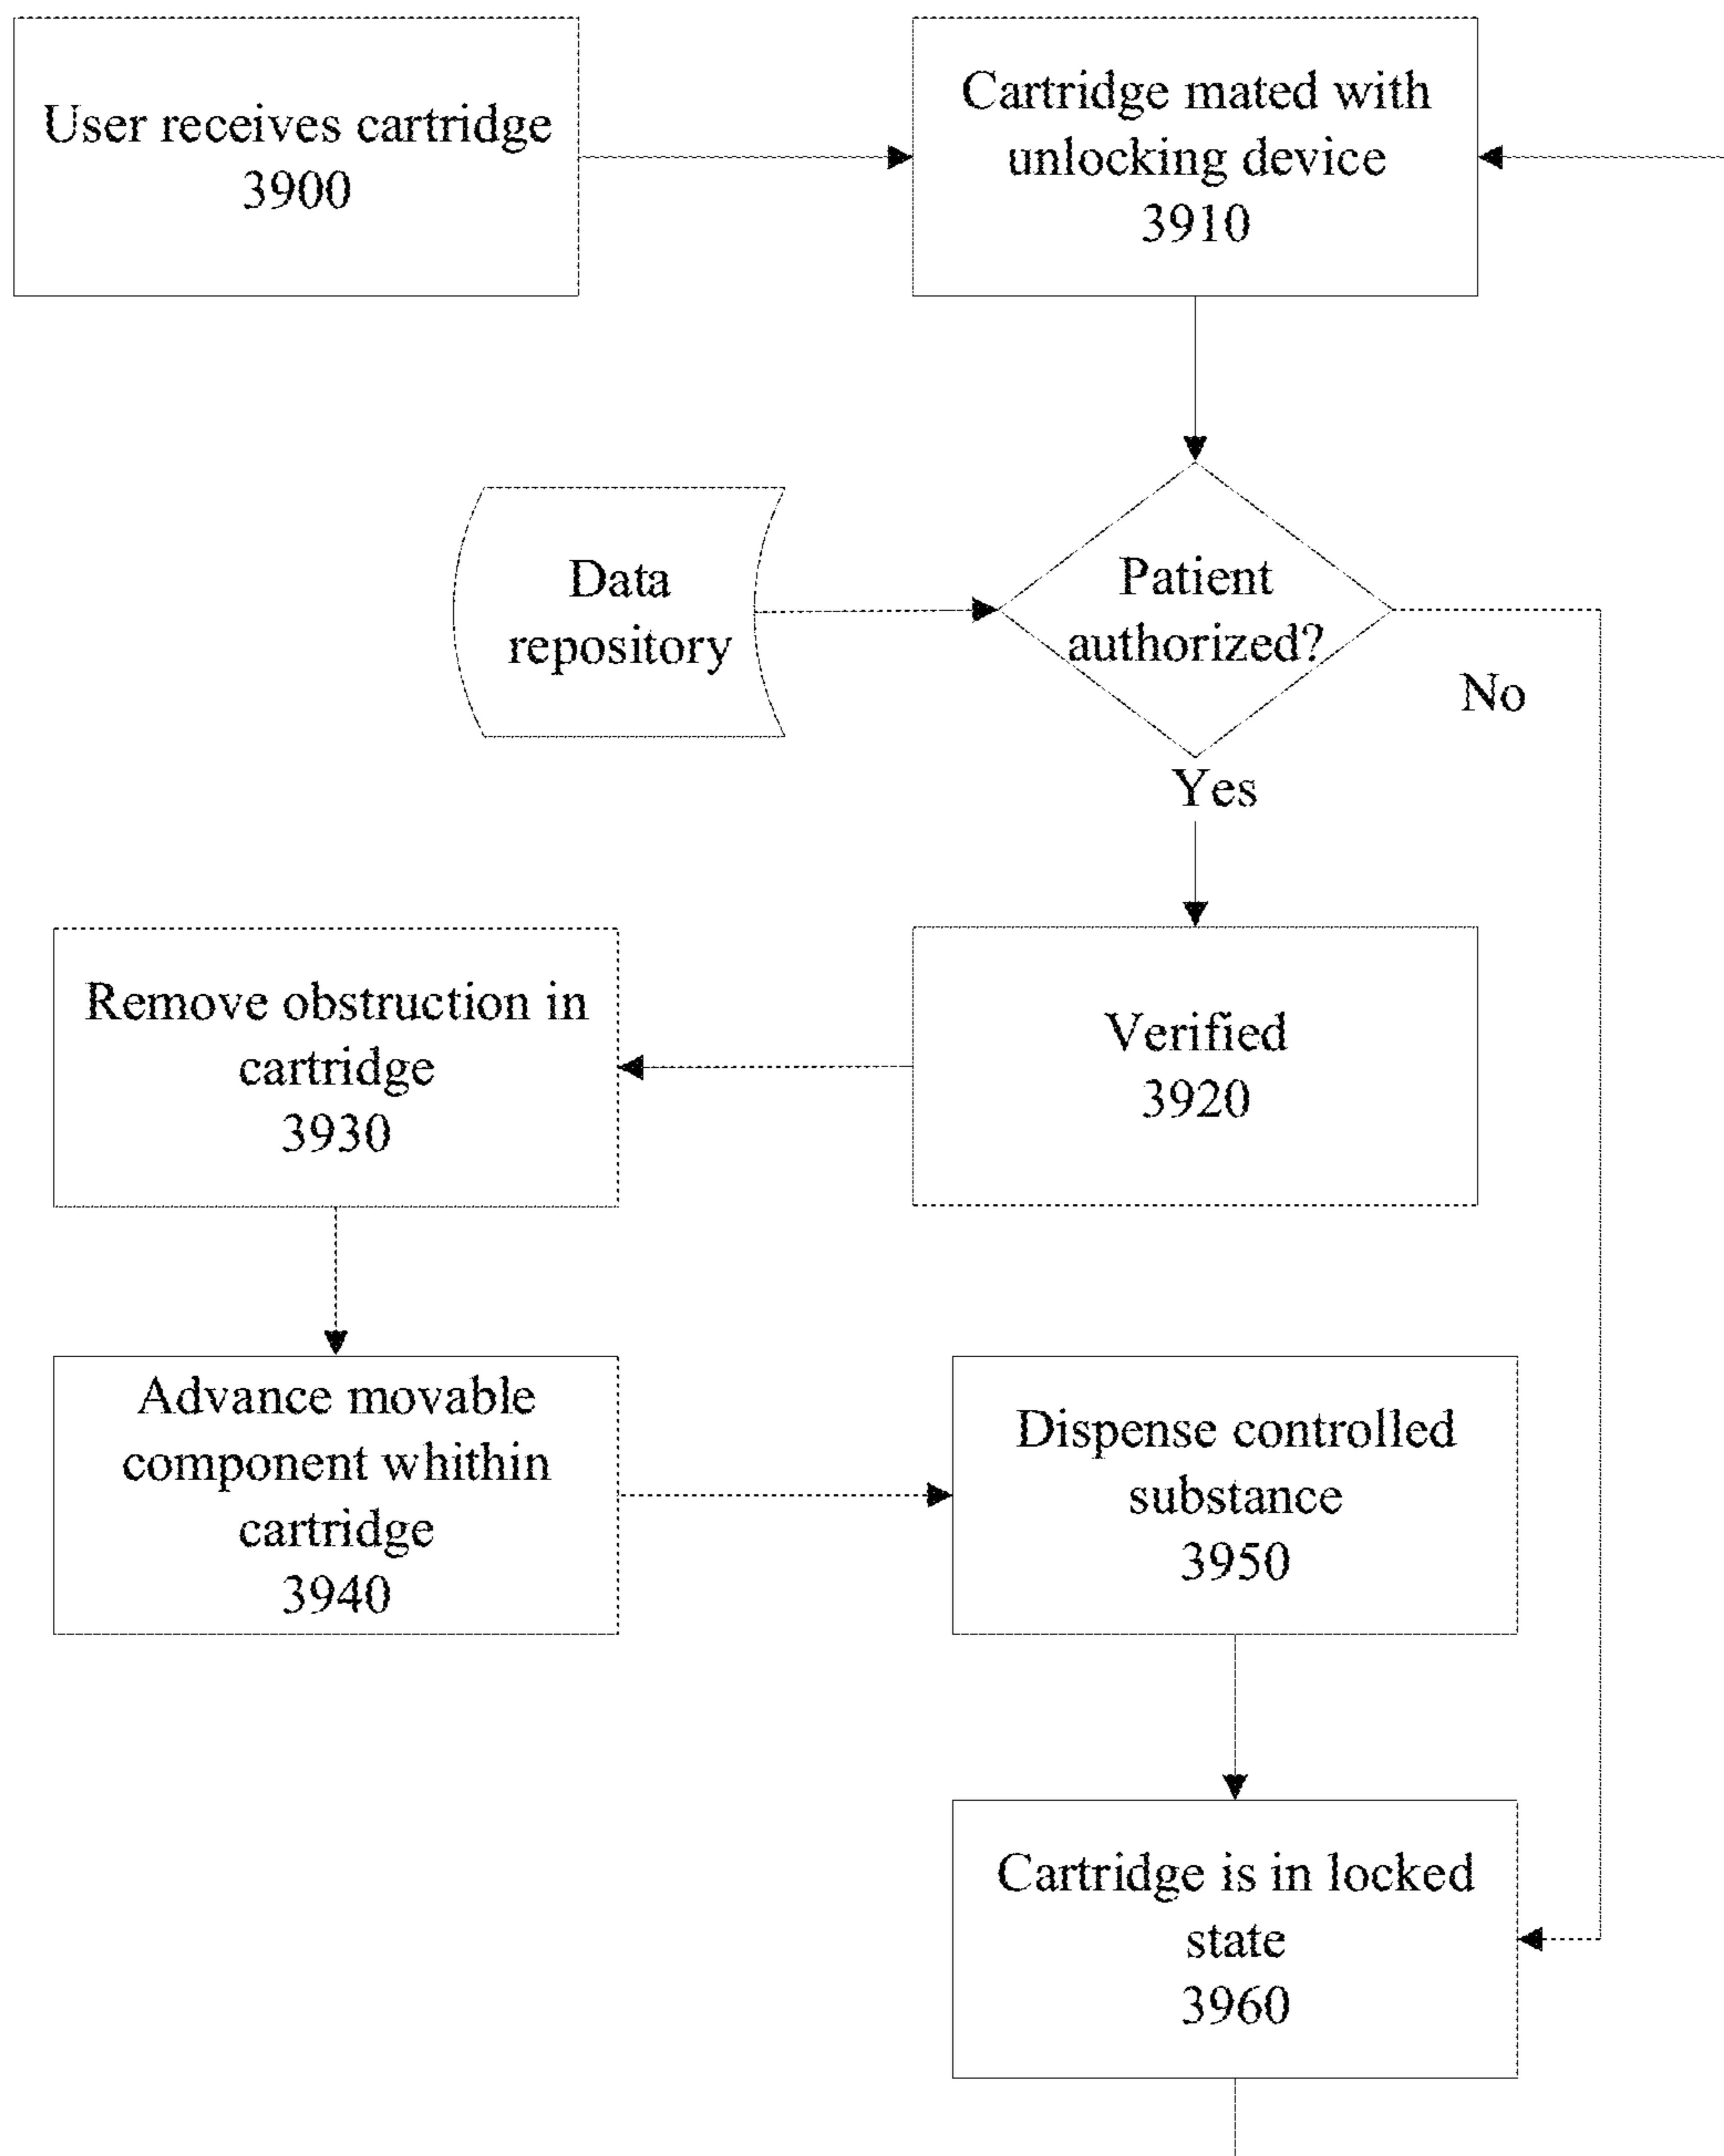 User receives cartridge
3900
Cartridge mated with
unlocking device
3910
Data
repository
Patient
authorized?
No
Yes
Verified
3920
Remove obstruction in
cartridge
3930
Advance movable
component whithin
cartridge
3940
Dispense controlled
substance
3950
Cartridge is in locked
state
3960